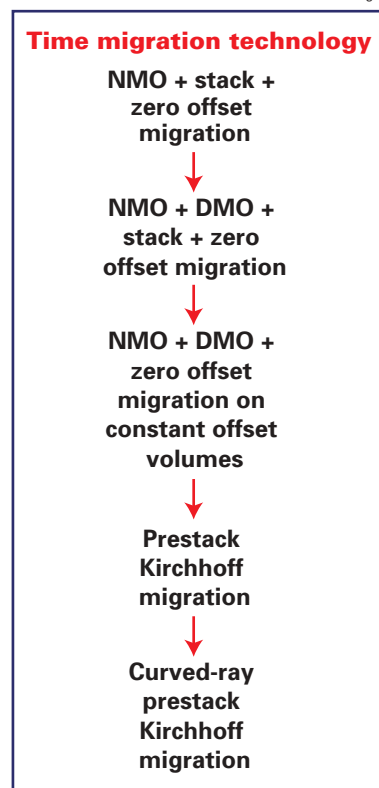 Time migration technology
NMO + stack +
zero offset
migration
NMO + DMO +
stack + zero
offset migration
NMO + DMO +
zero offset
migration on
constant offset
volumes
Prestack
Kirchhoff
migration
Curved-ray
prestack
Kirchhoff
migration